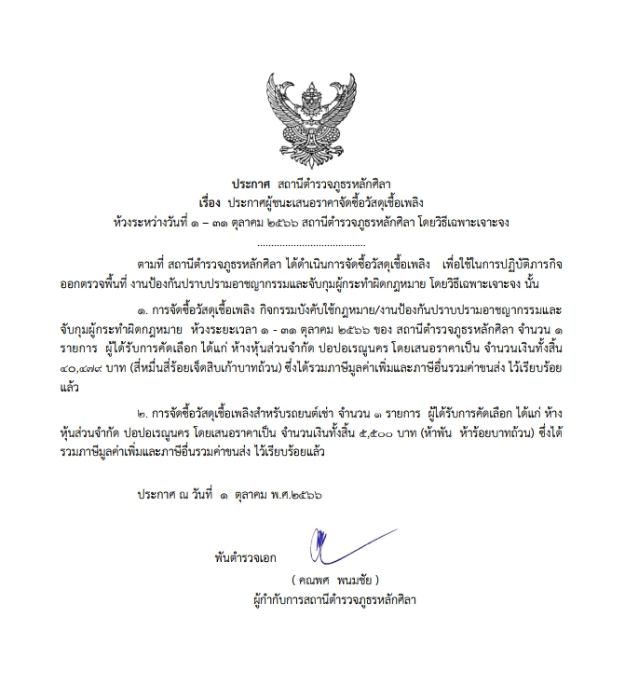 ประกาศ สถานีตำรวจภูธรหลักศิลา
เรื่อง ประกาศผู้ชนะเสนอราคาจัดซื้อวัสดุเชื้อเพลิง
ห้วงระหว่างวันที่ ๑ – ๓๑ ตุลาคม ๒๕๖๖ สถานีตำรวจภูธรหลักศิลา โดยวิธีเฉพาะเจาะจง
.......................................
ตามที่ สถานีตำรวจภูธรหลักศิลา ได้ดำเนินการจัดซื้อวัสดุเชื้อเพลิง เพื่อใช้ในการปฏิบัติภารกิจ
ออกตรวจพื้นที่ งานป้องกันปราบปรามอาชญากรรมและจับกุมผู้กระทำผิดกฎหมาย โดยวิธีเฉพาะเจาะจง นั้น
๑. การจัดซื้อวัสดุเชื้อเพลิง กิจกรรมบังคับใช้กฎหมาย/งานป้องกันปราบปรามอาชญากรรมและ
จับกุมผู้กระทำผิดกฎหมาย ห้วงระยะเวลา ๑ - ๓๑ ตุลาคม ๒๕๖๖ ของ สถานีตำรวจภูธรหลักศิลา จำนวน ๑
รายการ ผู้ได้รับการคัดเลือก ได้แก่ ห้างหุ้นส่วนจำกัด ปอปอเรณูนคร โดยเสนอราคาเป็น จำนวนเงินทั้งสิ้น
๔๐,๔๗๙ บาท (สี่หมื่นสี่ร้อยเจ็ดสิบเก้าบาทถ้วน) ซึ่งได้รวมภาษีมูลค่าเพิ่มและภาษีอื่นรวมค่าขนส่ง ไว้เรียบร้อย
แล้ว
๒. การจัดซื้อวัสดุเชื้อเพลิงสำหรับรถยนต์เช่า จำนวน ๑ รายการ ผู้ได้รับการคัดเลือก ได้แก่ ห้าง
หุ้นส่วนจำกัด ปอปอเรณูนคร โดยเสนอราคาเป็น จำนวนเงินทั้งสิ้น ๕,๕๐๐ บาท (ห้าพัน ห้าร้อยบาทถ้วน) ซึ่งได้
รวมภาษีมูลค่าเพิ่มและภาษีอื่นรวมค่าขนส่ง ไว้เรียบร้อยแล้ว
ประกาศ ณ วันที่ ๑ ตุลาคม พ.ศ.๒๕๖๖
พันตำรวจเอก
( คณพศ พนมชัย )
ผู้กำกับการสถานีตำรวจภูธรหลักศิลา